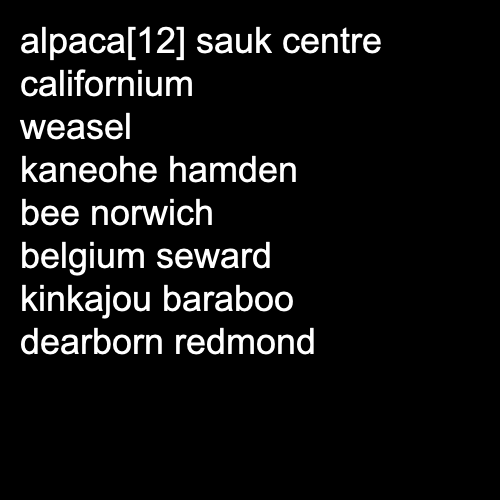 alpaca[12] sauk centre
californium
weasel
kaneohe hamden
bee norwich
belgium seward
kinkajou baraboo
dearborn redmond